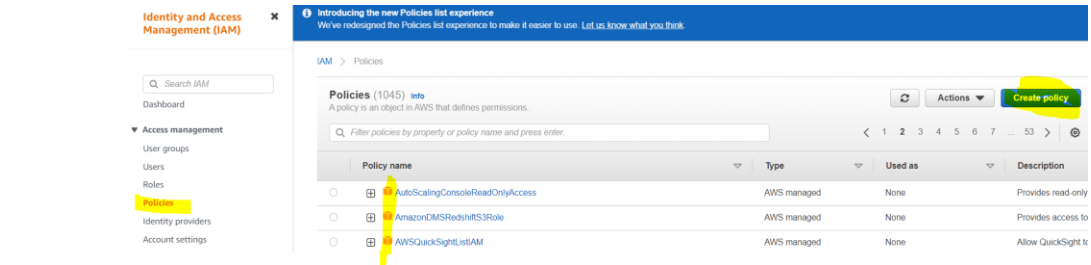 Identity and Access
Management (IAM)
Search IAM
Dashboard
Access management
User groups
Users
Roles
Policies
Identity providers
Account settings
Introducing the new Policies list experience
We've redesigned the Policies list experience to make it easier to use. Let us know what you think.
IAM > Policies
Policies (1045) Info
A policy is an object in AWS that defines permissions.
Actions
Create policy
Filter policies by property or policy name and press enter.
< 1 2 3 4 5 6 7 ... 53 >
Policy name Type Used as Description
AutoScalingConsoleReadOnlyAccess AWS managed None Provides read-only
AmazonDMSRedshiftS3Role AWS managed None Provides access to
AWSQuickSightListIAM AWS managed None Allow QuickSight to